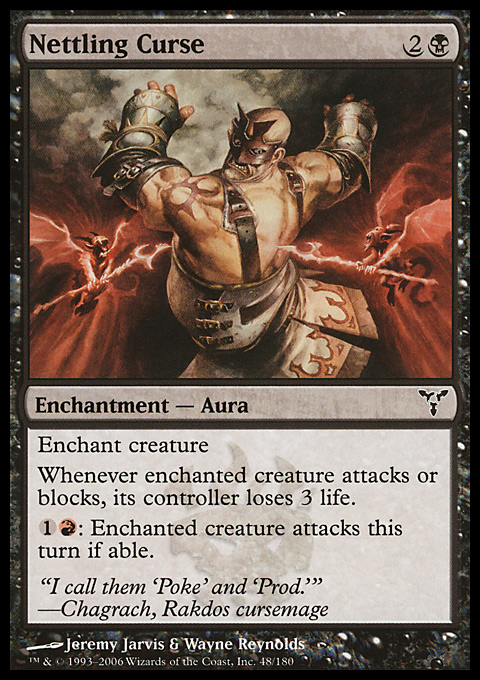 Nettling Curse 2
Enchantment — Aura
Enchant creature
Whenever enchanted creature attacks or
blocks, its controller loses 3 life.
1 : Enchanted creature attacks this
turn if able.
“I call them ‘Poke’ and ‘Prod.’”
—Chagrach, Rakdos cursemage
Jeremy Jarvis & Wayne Reynolds
™ & © 1993–2006 Wizards of the Coast, Inc. 48/180